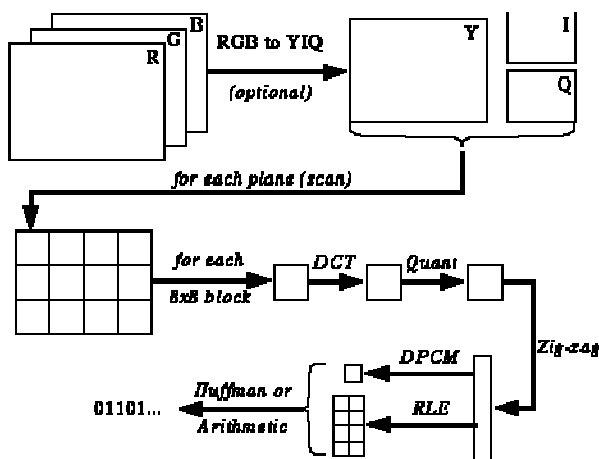 B
G
R
RGB to YIQ
(optional)
Y
I
Q
for each plane (scan)
for each
8x8 block
DCT
Quant
Zig-zag
DPCM
RLE
Huffman or
Arithmetic
01101...